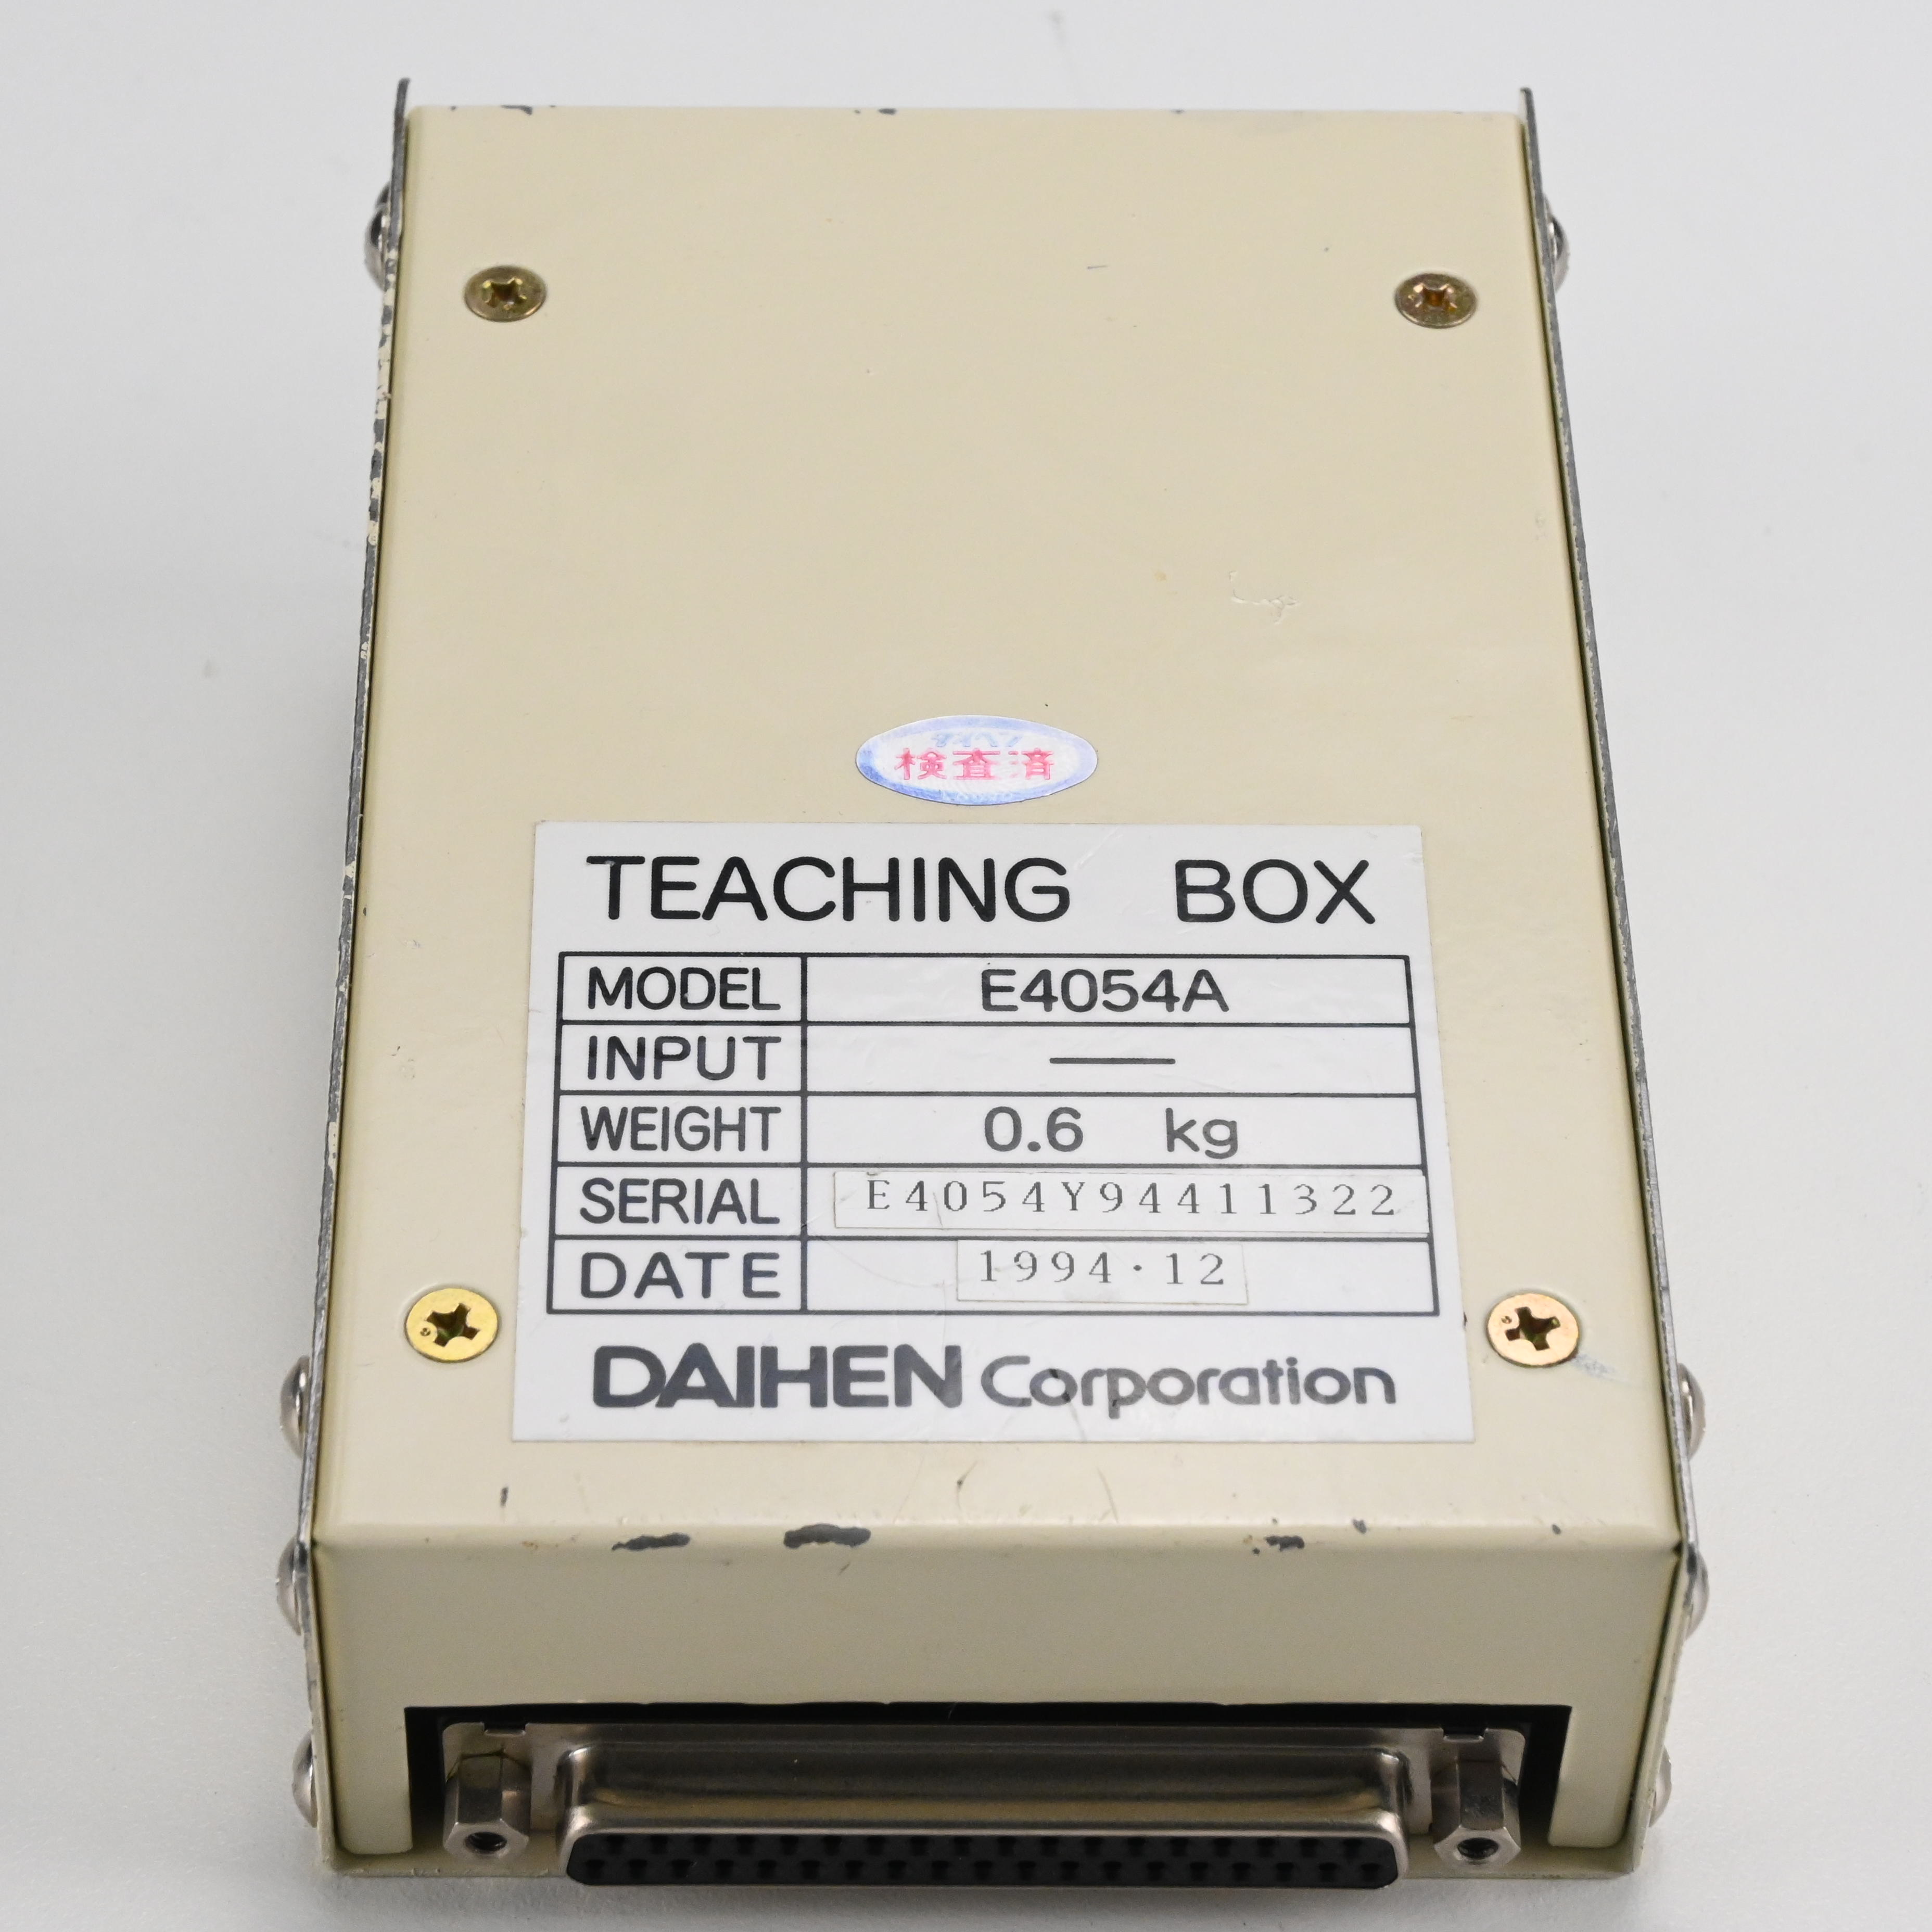 検査済
TEACHING BOX
MODEL E4054A
INPUT —
WEIGHT 0.6 kg
SERIAL E4054Y94411322
DATE 1994・12
DAIHEN Corporation